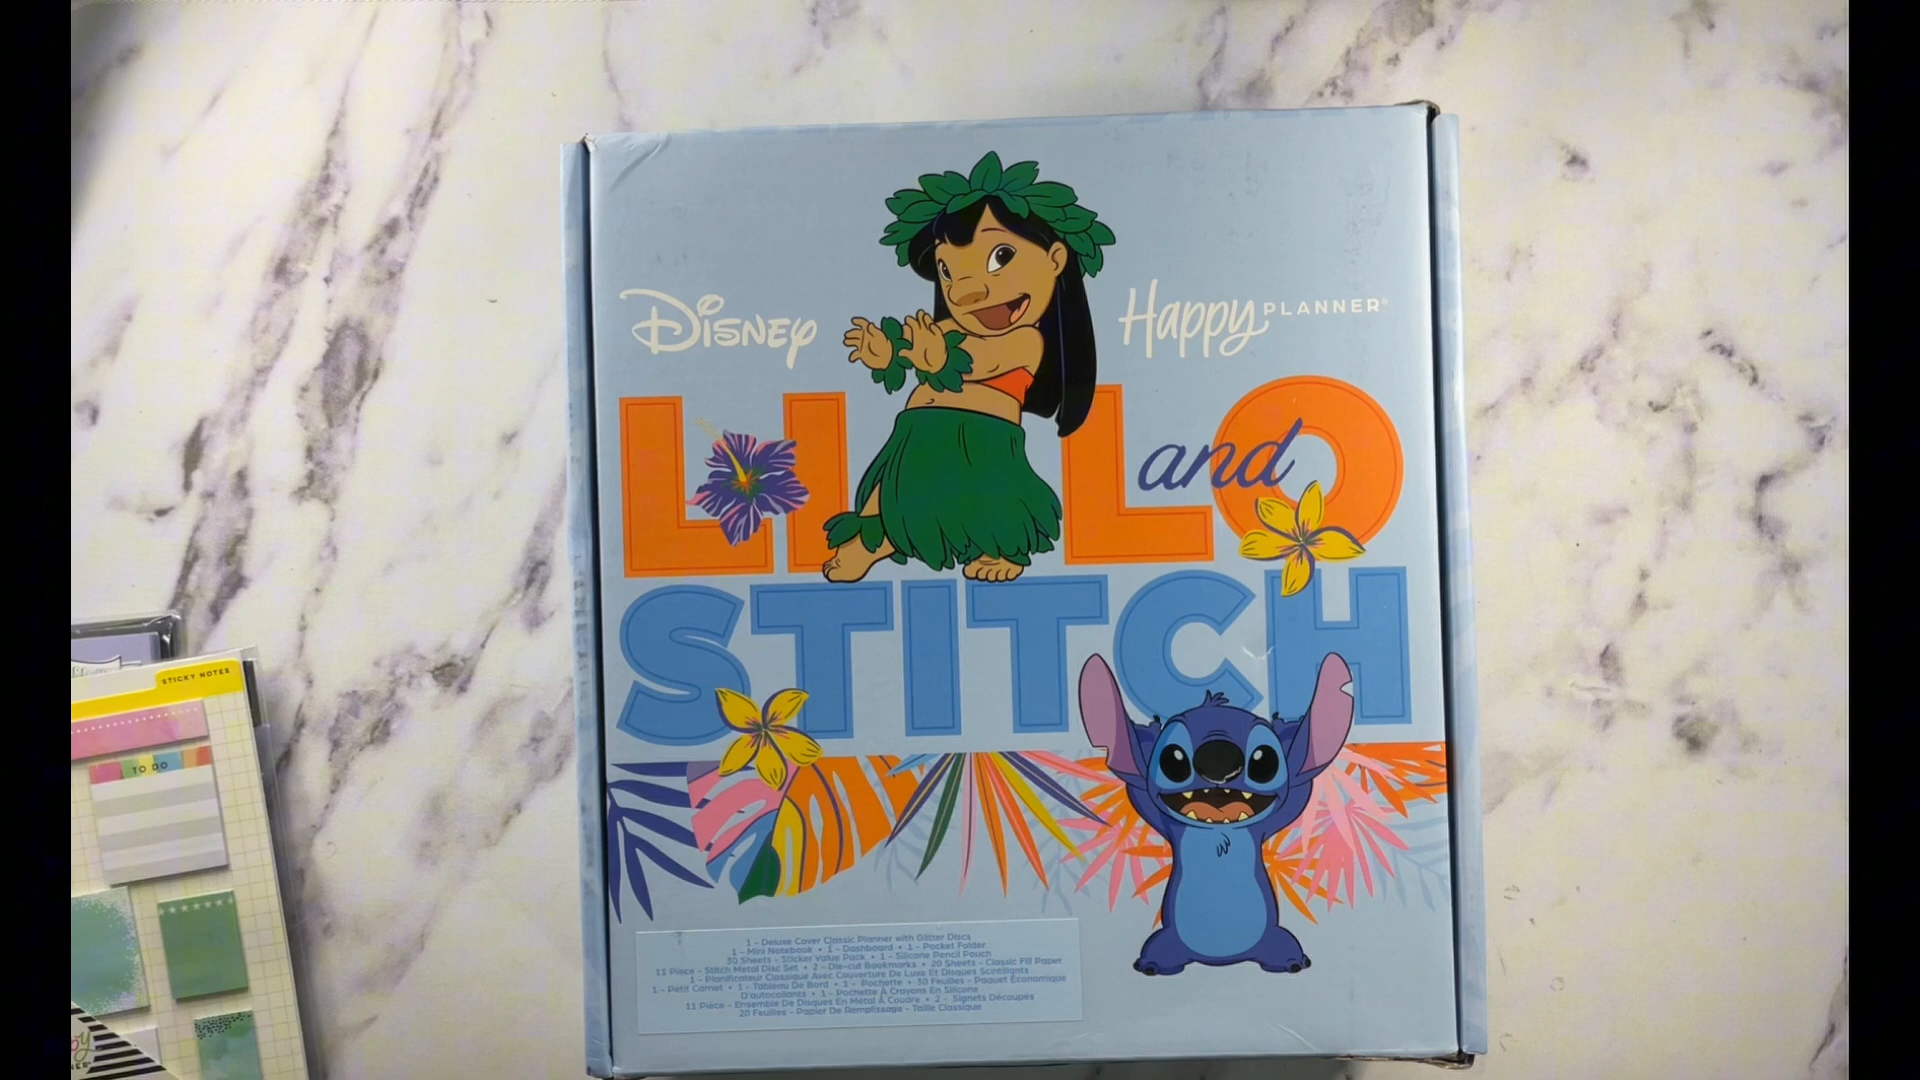 Disney
Happy PLANNER®
LILO
and
STITCH
STICKY NOTES
TO DO
1 - Deluxe Cover Classic Planner with Glitter Discs
1 - Mini Notebook • 1 - Dashboard • 1 - Pocket Folder
30 Sheets - Sticker Value Pack • 1 - Silicone Pencil Pouch
11 Piece - Stitch Metal Disc Set • 2 - Die-cut Bookmarks • 20 Sheets - Classic Fill Paper
1 - Planificateur Classique Avec Couverture De Luxe Et Disques Scintillants
1 - Petit Carnet • 1 - Tableau De Bord • 1 - Pochette • 30 Feuilles - Paquet Économique
D'autocollants • 1 - Pochette À Crayons En Silicone
11 Pièce - Ensemble De Disques En Métal À Coudre • 2 - Signets Découpés
20 Feuilles - Papier De Remplissage - Taille Classique